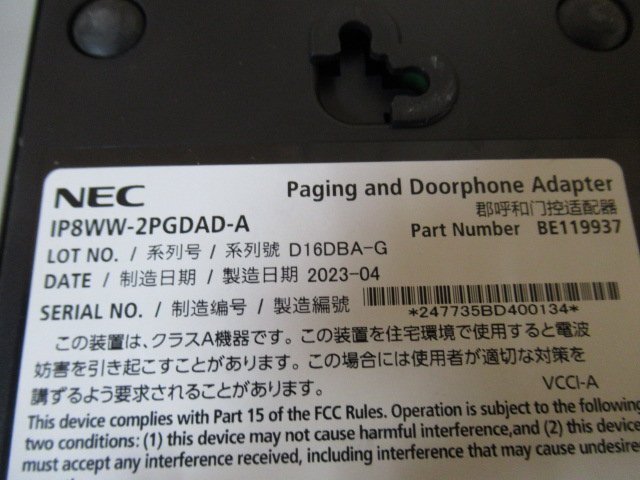 NEC
Paging and Doorphone Adapter
IP8WW-2PGDAD-A
郡呼和门控适配器
Part Number BE119937
LOT NO. / 系列号 / 系列號 D16DBA-G
DATE / 制造日期 / 製造日期 2023-04
SERIAL NO. / 制造编号 / 製造編號
*247735BD400134*
この装置は、クラスA機器です。この装置を住宅環境で使用すると電波
妨害を引き起こすことがあります。この場合には使用者が適切な対策を
講ずるよう要求されることがあります。
VCCI-A
This device complies with Part 15 of the FCC Rules. Operation is subject to the following
two conditions: (1) this device may not cause harmful interference,and (2) this device
must accept any interference received, including interference that may cause undesire